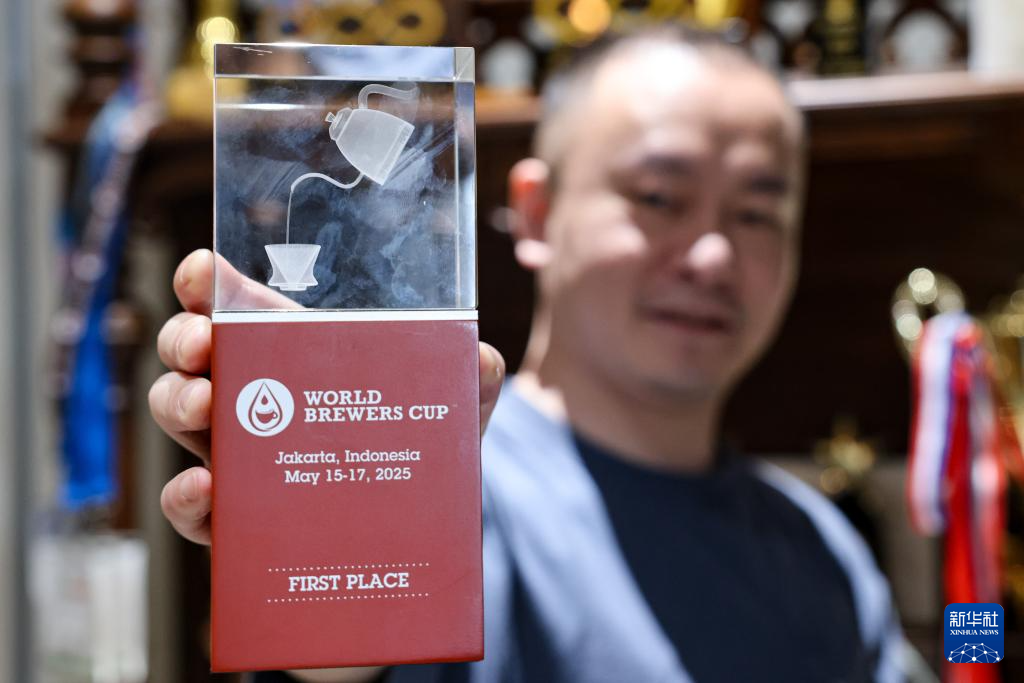 WORLD
BREWERS CUP
Jakarta, Indonesia
May 15-17, 2025
FIRST PLACE
新华社
XINHUA NEWS